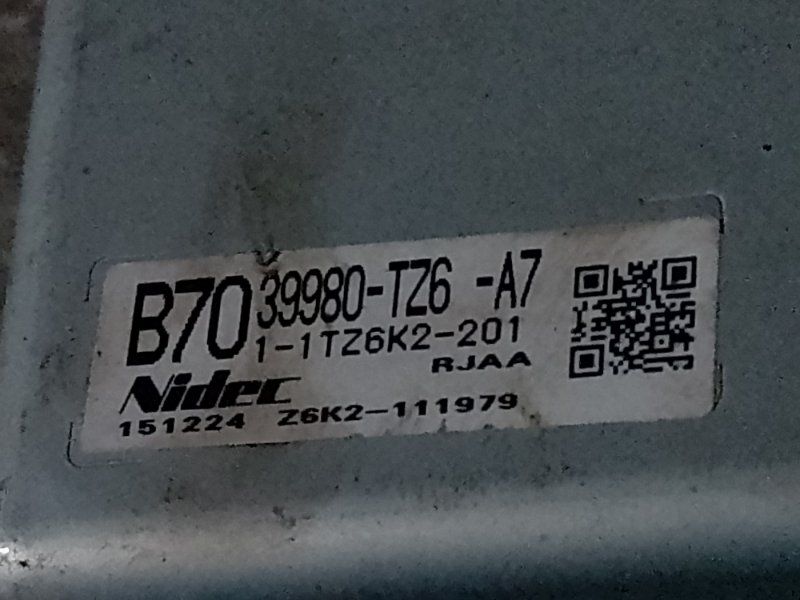 B70 39980-TZ6 -A7
1-1TZ6K2-201
RJAA
Nidec
151224 Z6K2-111979